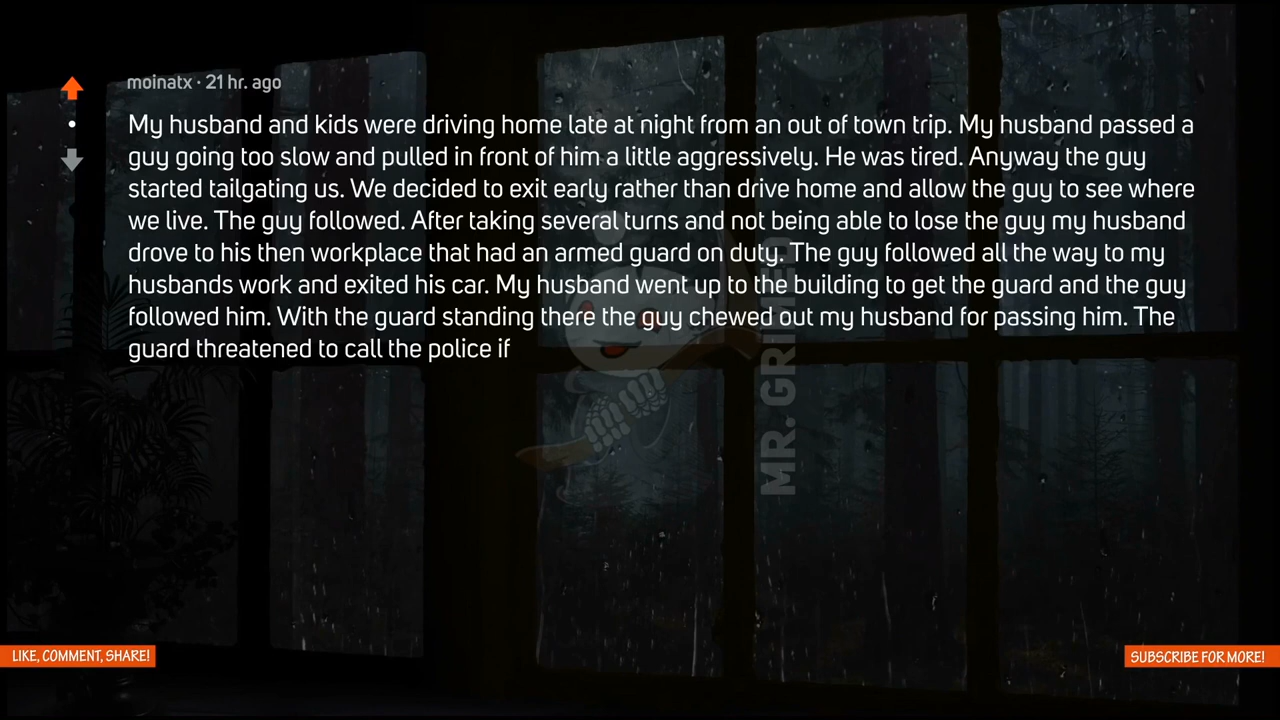 moinatx · 21 hr. ago
My husband and kids were driving home late at night from an out of town trip. My husband passed a
guy going too slow and pulled in front of him a little aggressively. He was tired. Anyway the guy
started tailgating us. We decided to exit early rather than drive home and allow the guy to see where
we live. The guy followed. After taking several turns and not being able to lose the guy my husband
drove to his then workplace that had an armed guard on duty. The guy followed all the way to my
husbands work and exited his car. My husband went up to the building to get the guard and the guy
followed him. With the guard standing there the guy chewed out my husband for passing him. The
guard threatened to call the police if
MR. GRIMED
LIKE, COMMENT, SHARE!
SUBSCRIBE FOR MORE!